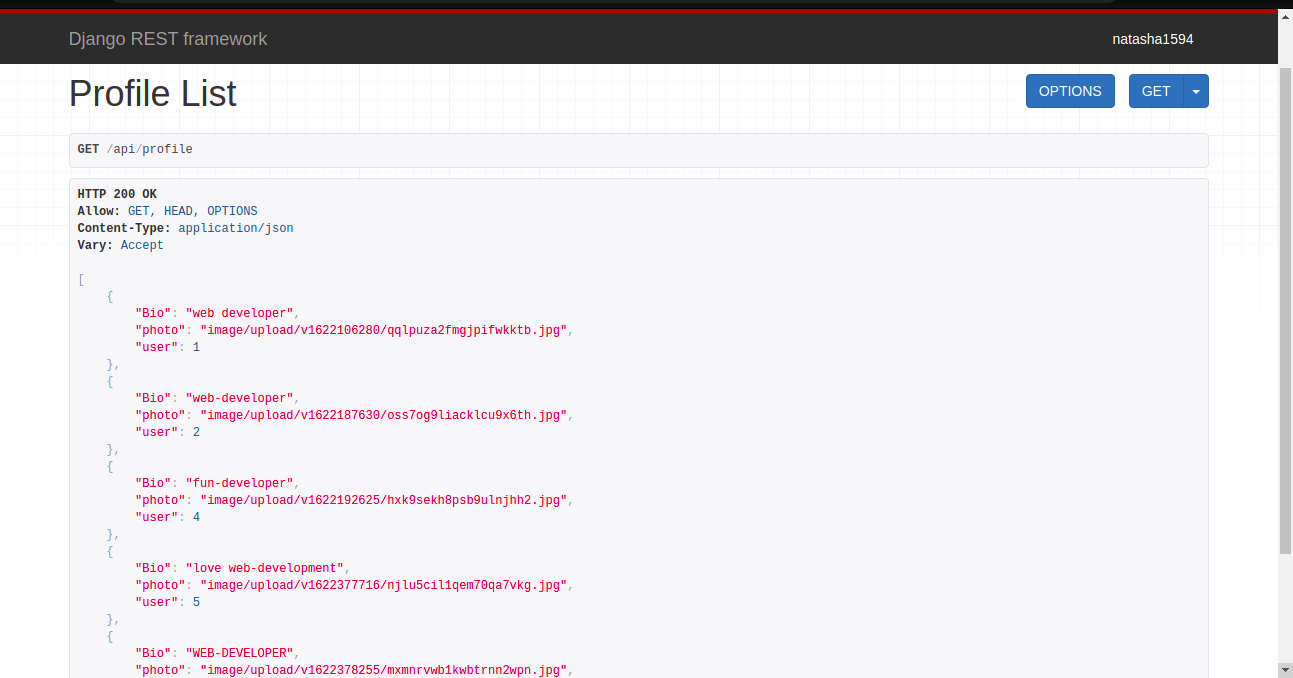 Django REST framework
natasha1594
Profile List
OPTIONS
GET
GET /api/profile
HTTP 200 OK
Allow: GET, HEAD, OPTIONS
Content-Type: application/json
Vary: Accept
[
{
"Bio": "web developer",
"photo": "image/upload/v1622106280/qqlpuza2fmgjpifwkktb.jpg",
"user": 1
},
{
"Bio": "web-developer",
"photo": "image/upload/v1622187630/oss7og9liacklcu9x6th.jpg",
"user": 2
},
{
"Bio": "fun-developer",
"photo": "image/upload/v1622192625/hxk9sekh8psb9ulnjhh2.jpg",
"user": 4
},
{
"Bio": "love web-development",
"photo": "image/upload/v1622377716/njlu5cil1qem70qa7vkg.jpg",
"user": 5
},
{
"Bio": "WEB-DEVELOPER",
"photo": "image/upload/v1622378255/mxmnrvwb1kwbtrnn2wpn.jpg",